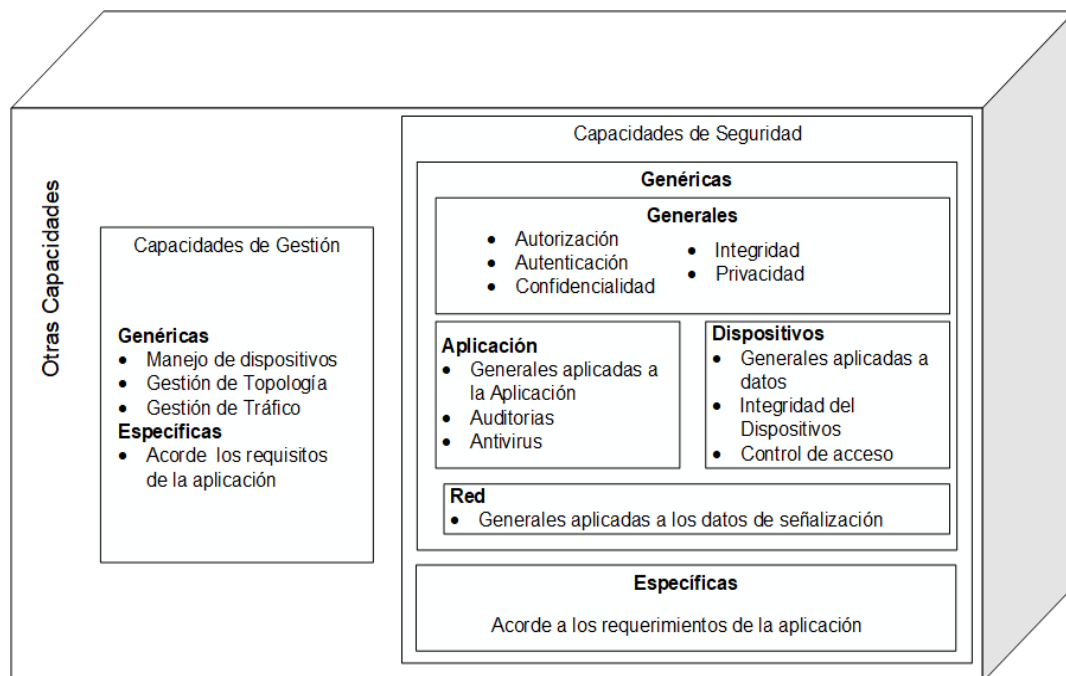 Otras Capacidades
Capacidades de Gestión
Genéricas
• Manejo de dispositivos
• Gestión de Topología
• Gestión de Tráfico
Específicas
• Acorde los requisitos
de la aplicación
Capacidades de Seguridad
Genéricas
Generales
• Autorización
• Autenticación
• Confidencialidad
• Integridad
• Privacidad
Aplicación
• Generales aplicadas a
la Aplicación
• Auditorias
• Antivirus
Dispositivos
• Generales aplicadas a
datos
• Integridad del
Dispositivos
• Control de acceso
Red
• Generales aplicadas a los datos de señalización
Específicas
Acorde a los requerimientos de la aplicación